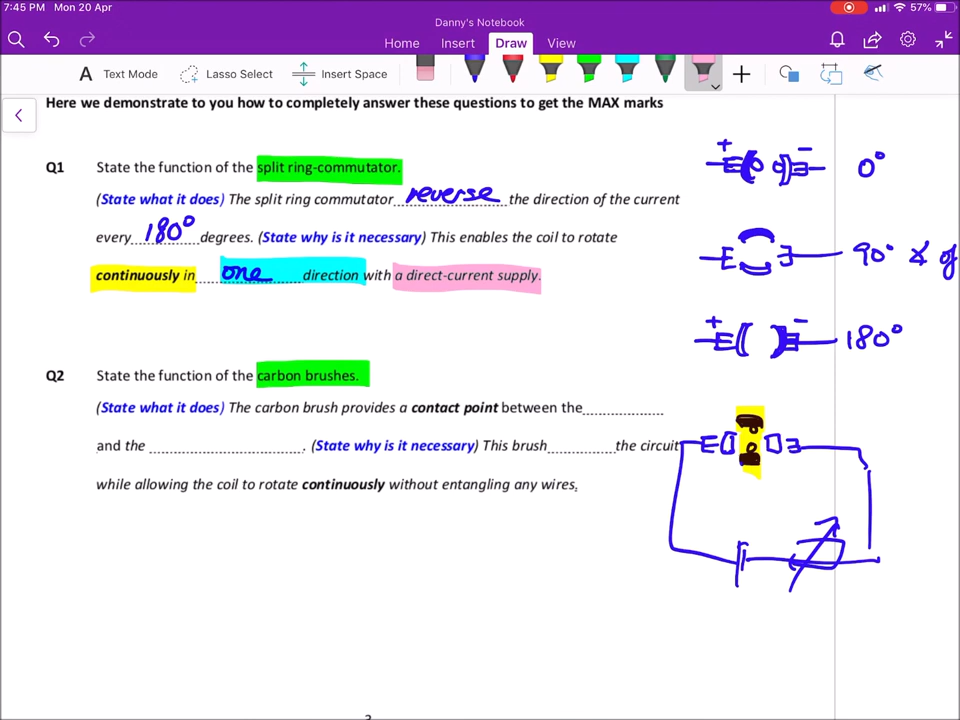 7:45 PM Mon 20 Apr
57%
Danny's Notebook
Home Insert Draw View
Text Mode Lasso Select Insert Space
Here we demonstrate to you how to completely answer these questions to get the MAX marks
Q1 State the function of the split ring-commutator.
(State what it does) The split ring commutator reverse the direction of the current
every 180° degrees. (State why is it necessary) This enables the coil to rotate
continuously in one direction with a direct-current supply.
+ - 0°
90°
+ - 180°
Q2 State the function of the carbon brushes.
(State what it does) The carbon brush provides a contact point between the
and the . (State why is it necessary) This brush the circuit
while allowing the coil to rotate continuously without entangling any wires.